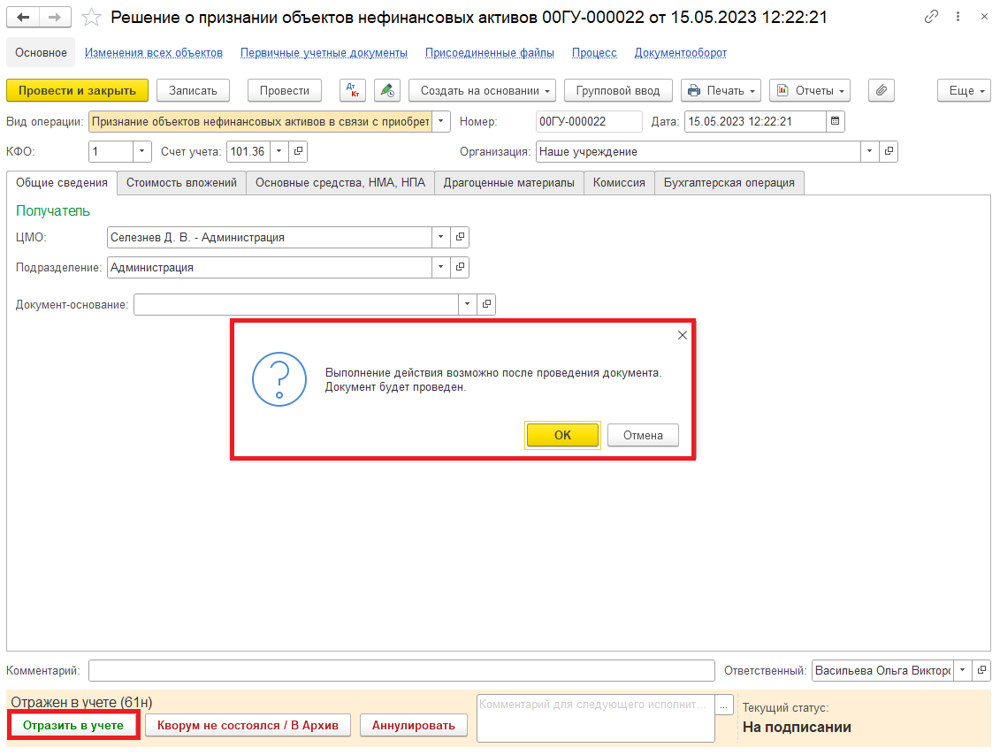 Решение о признании объектов нефинансовых активов 00ГУ-000022 от 15.05.2023 12:22:21
Основное Изменения всех объектов Первичные учетные документы Присоединенные файлы Процесс Документооборот
Провести и закрыть Записать Провести Дт Кт Создать на основании Групповой ввод Печать Отчеты Еще
Вид операции: Признание объектов нефинансовых активов в связи с приобрет Номер: 00ГУ-000022 Дата: 15.05.2023 12:22:21
КФО: 1 Счет учета: 101.36 Организация: Наше учреждение
Общие сведения Стоимость вложений Основные средства, НМА, НПА Драгоценные материалы Комиссия Бухгалтерская операция
Получатель
ЦМО: Селезнев Д. В. - Администрация
Подразделение: Администрация
Документ-основание:
Выполнение действия возможно после проведения документа.
Документ будет проведен.
OK Отмена
Комментарий: Ответственный: Васильева Ольга Викторо
Отражен в учете (61н)
Комментарий для следующего исполнит... ...
Текущий статус:
Отразить в учете Кворум не состоялся / В Архив Аннулировать
На подписании